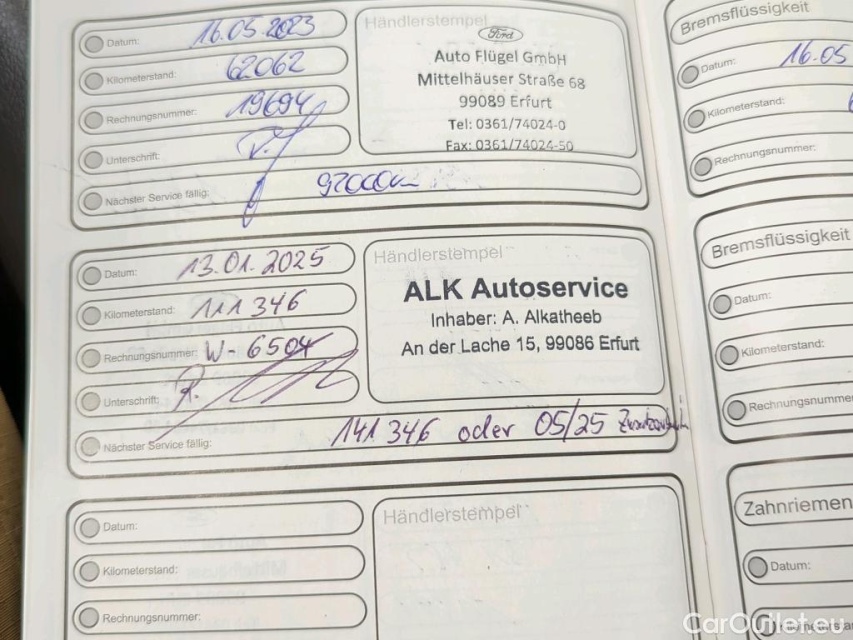 Datum: 16.05.2023
Kilometerstand: 62062
Rechnungsnummer: 19694
Unterschrift:
Nächster Service fällig: 92000km
Händlerstempel
Ford
Auto Flügel GmbH
Mittelhäuser Straße 68
99089 Erfurt
Tel: 0361/74024-0
Fax: 0361/74024-50
Bremsflüssigkeit
Datum: 16.05
Kilometerstand:
Rechnungsnummer:
Datum: 13.01.2025
Kilometerstand: 111 346
Rechnungsnummer: W-6504
Unterschrift:
Nächster Service fällig: 141 346 oder 05/25
Händlerstempel
ALK Autoservice
Inhaber: A. Alkatheeb
An der Lache 15, 99086 Erfurt
Bremsflüssigkeit
Datum:
Kilometerstand:
Rechnungsnumme
Datum:
Kilometerstand:
Rechnungsnummer:
Händlerstempel
Zahnriemen
Datum:
CarOutlet.eu